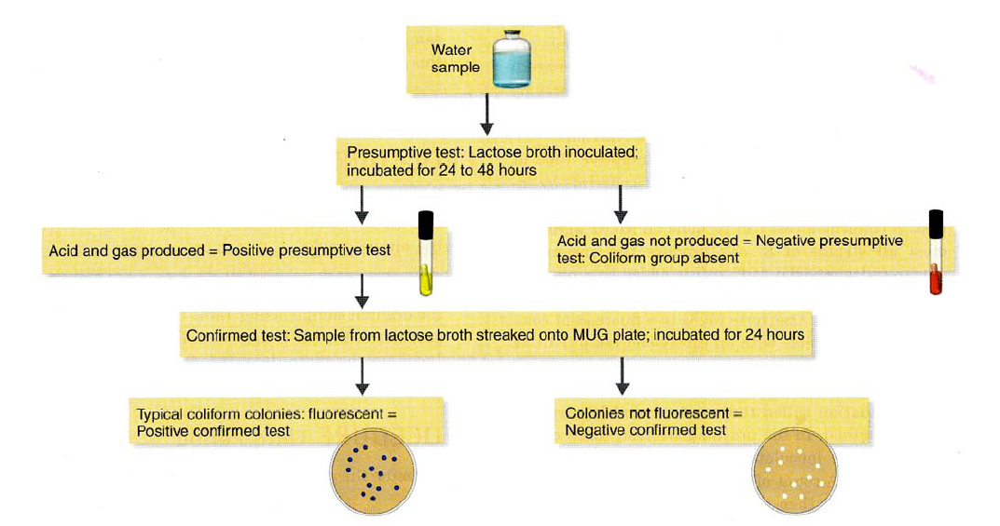 Water
sample
Presumptive test: Lactose broth inoculated;
incubated for 24 to 48 hours
Acid and gas produced = Positive presumptive test
Acid and gas not produced = Negative presumptive
test: Coliform group absent
Confirmed test: Sample from lactose broth streaked onto MUG plate; incubated for 24 hours
Typical coliform colonies: fluorescent =
Positive confirmed test
Colonies not fluorescent =
Negative confirmed test